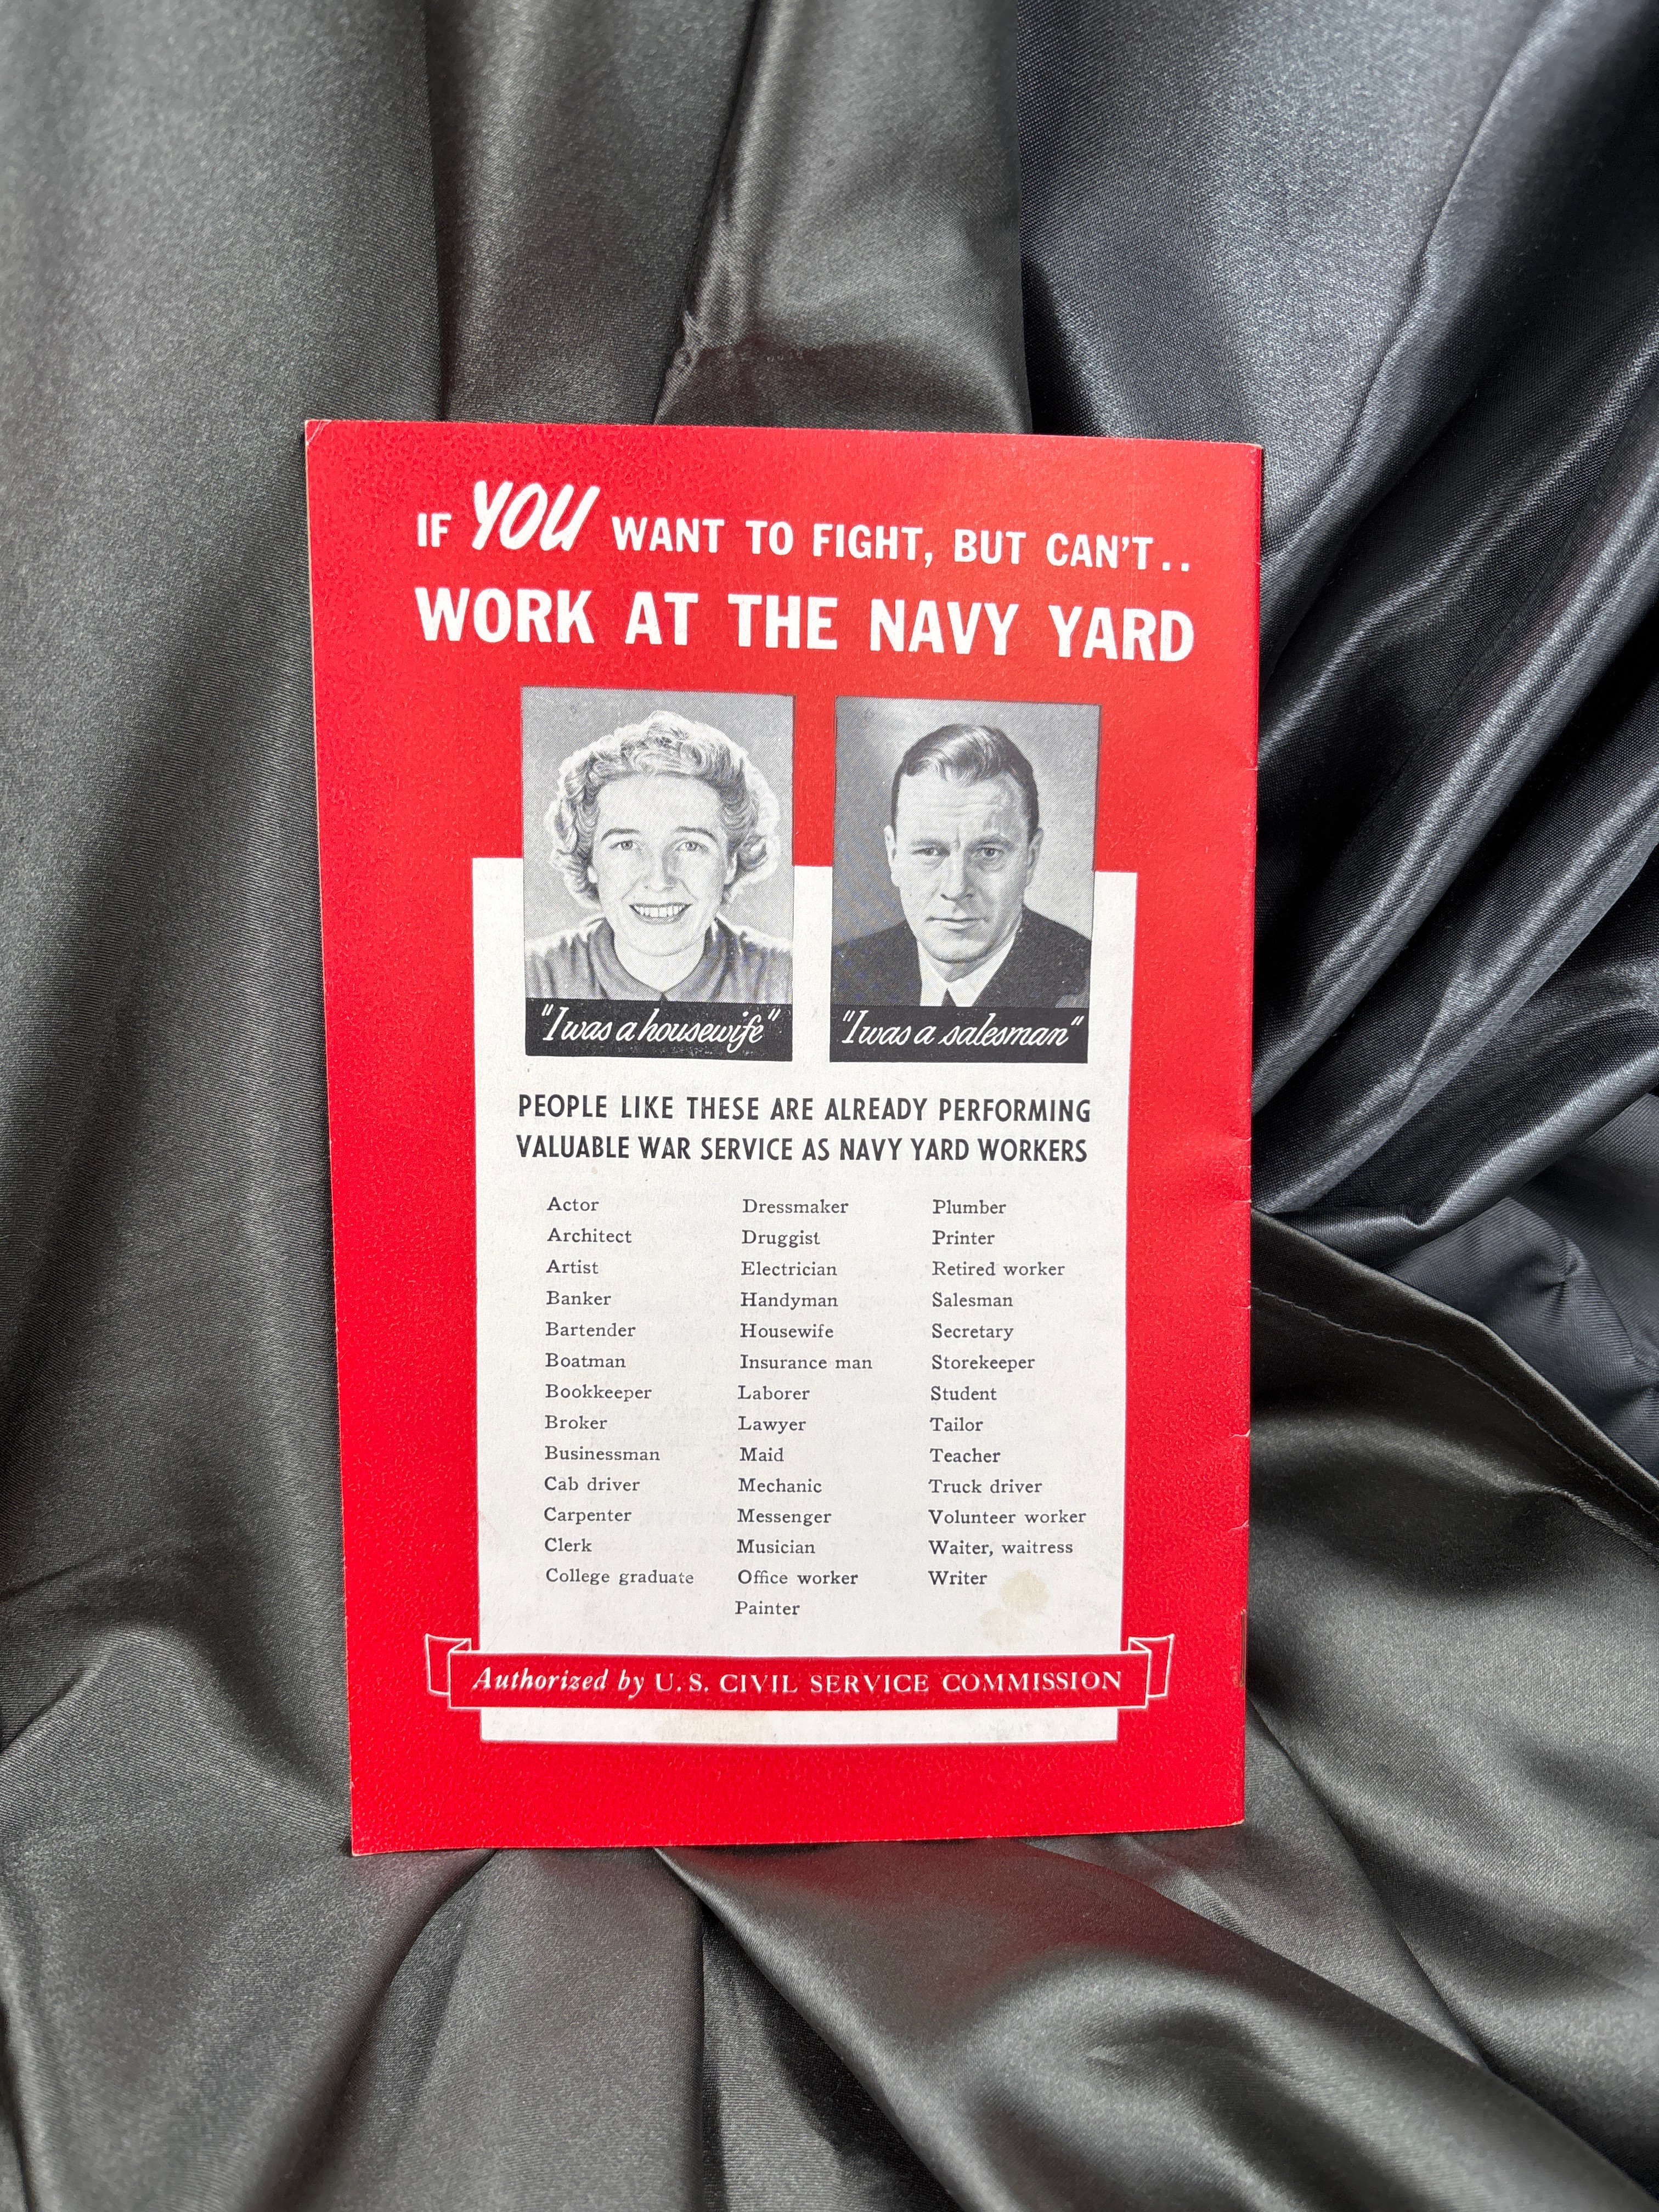 IF YOU WANT TO FIGHT, BUT CAN'T..
WORK AT THE NAVY YARD
"I was a housewife"
"I was a salesman"
PEOPLE LIKE THESE ARE ALREADY PERFORMING
VALUABLE WAR SERVICE AS NAVY YARD WORKERS
Actor
Architect
Artist
Banker
Bartender
Boatman
Bookkeeper
Broker
Businessman
Cab driver
Carpenter
Clerk
College graduate
Dressmaker
Druggist
Electrician
Handyman
Housewife
Insurance man
Laborer
Lawyer
Maid
Mechanic
Messenger
Musician
Office worker
Painter
Plumber
Printer
Retired worker
Salesman
Secretary
Storekeeper
Student
Tailor
Teacher
Truck driver
Volunteer worker
Waiter, waitress
Writer
Authorized by U. S. CIVIL SERVICE COMMISSION